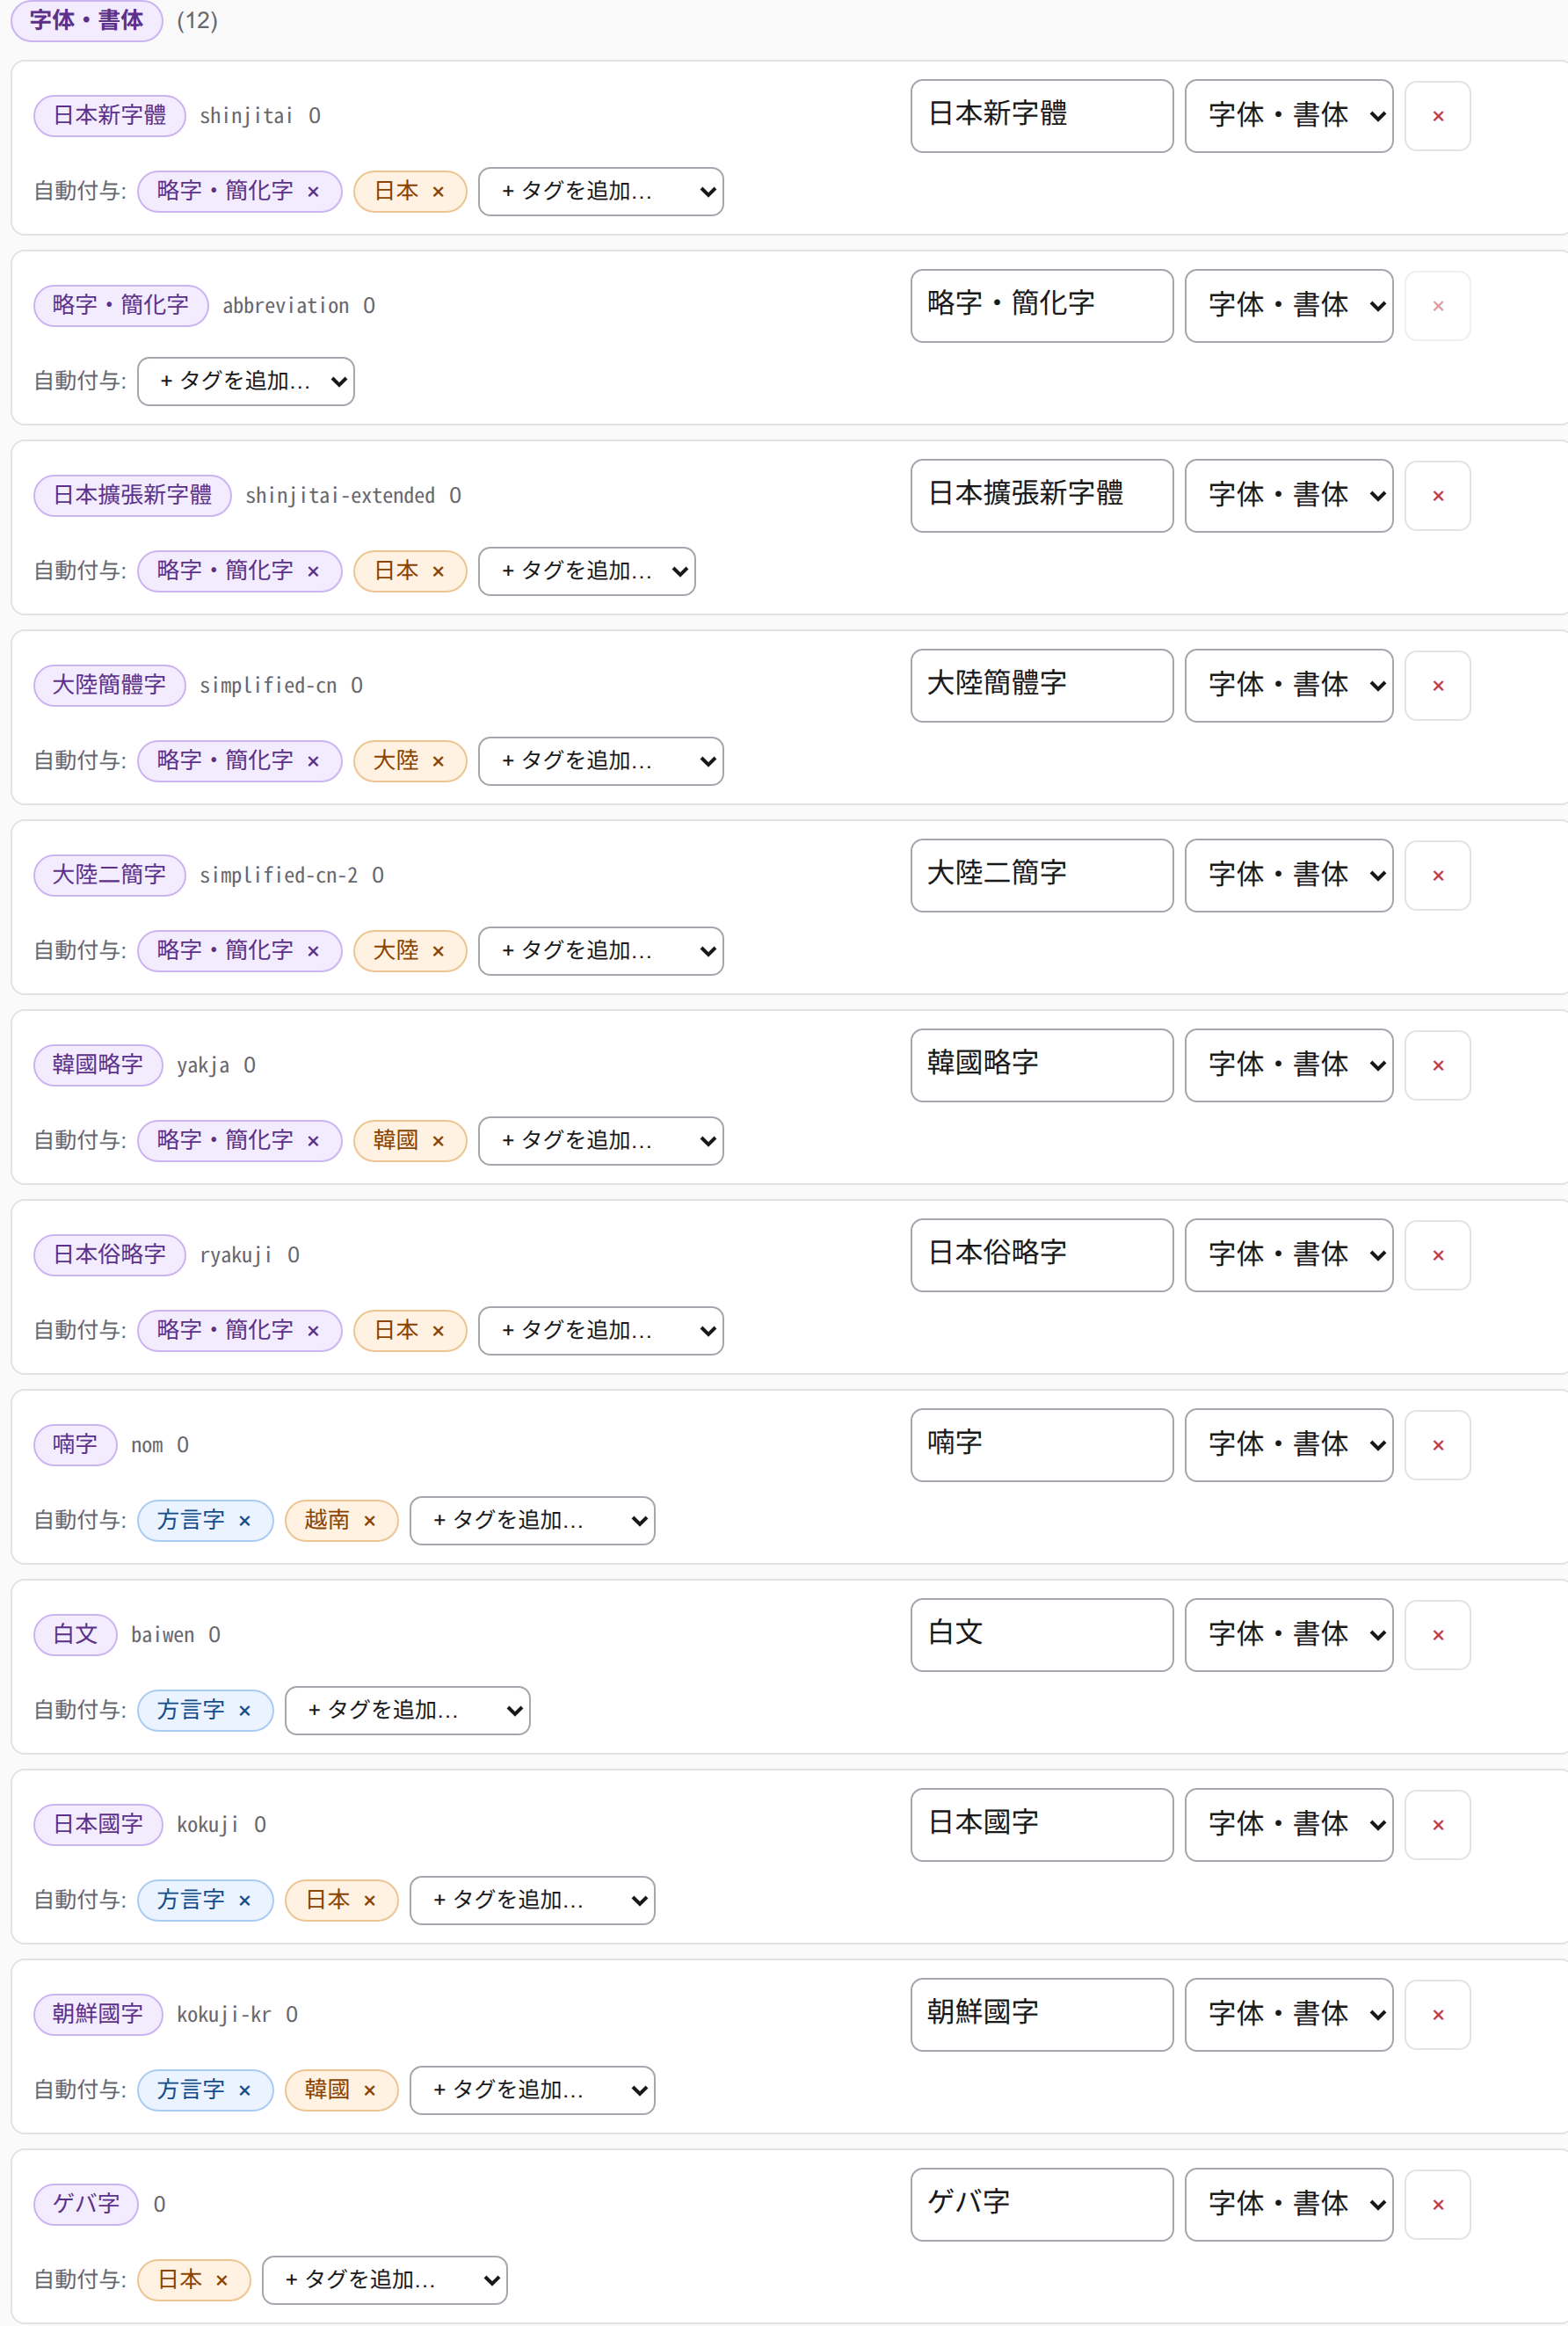 字体・書体 (12)
日本新字體 shinjitai 0 日本新字體 字体・書体 ×
自動付与: 略字・簡化字 × 日本 × + タグを追加…
略字・簡化字 abbreviation 0 略字・簡化字 字体・書体 ×
自動付与: + タグを追加…
日本擴張新字體 shinjitai-extended 0 日本擴張新字體 字体・書体 ×
自動付与: 略字・簡化字 × 日本 × + タグを追加…
大陸簡體字 simplified-cn 0 大陸簡體字 字体・書体 ×
自動付与: 略字・簡化字 × 大陸 × + タグを追加…
大陸二簡字 simplified-cn-2 0 大陸二簡字 字体・書体 ×
自動付与: 略字・簡化字 × 大陸 × + タグを追加…
韓國略字 yakja 0 韓國略字 字体・書体 ×
自動付与: 略字・簡化字 × 韓國 × + タグを追加…
日本俗略字 ryakuji 0 日本俗略字 字体・書体 ×
自動付与: 略字・簡化字 × 日本 × + タグを追加…
喃字 nom 0 喃字 字体・書体 ×
自動付与: 方言字 × 越南 × + タグを追加…
白文 baiwen 0 白文 字体・書体 ×
自動付与: 方言字 × + タグを追加…
日本國字 kokuji 0 日本國字 字体・書体 ×
自動付与: 方言字 × 日本 × + タグを追加…
朝鮮國字 kokuji-kr 0 朝鮮國字 字体・書体 ×
自動付与: 方言字 × 韓國 × + タグを追加…
ゲバ字 0 ゲバ字 字体・書体 ×
自動付与: 日本 × + タグを追加…